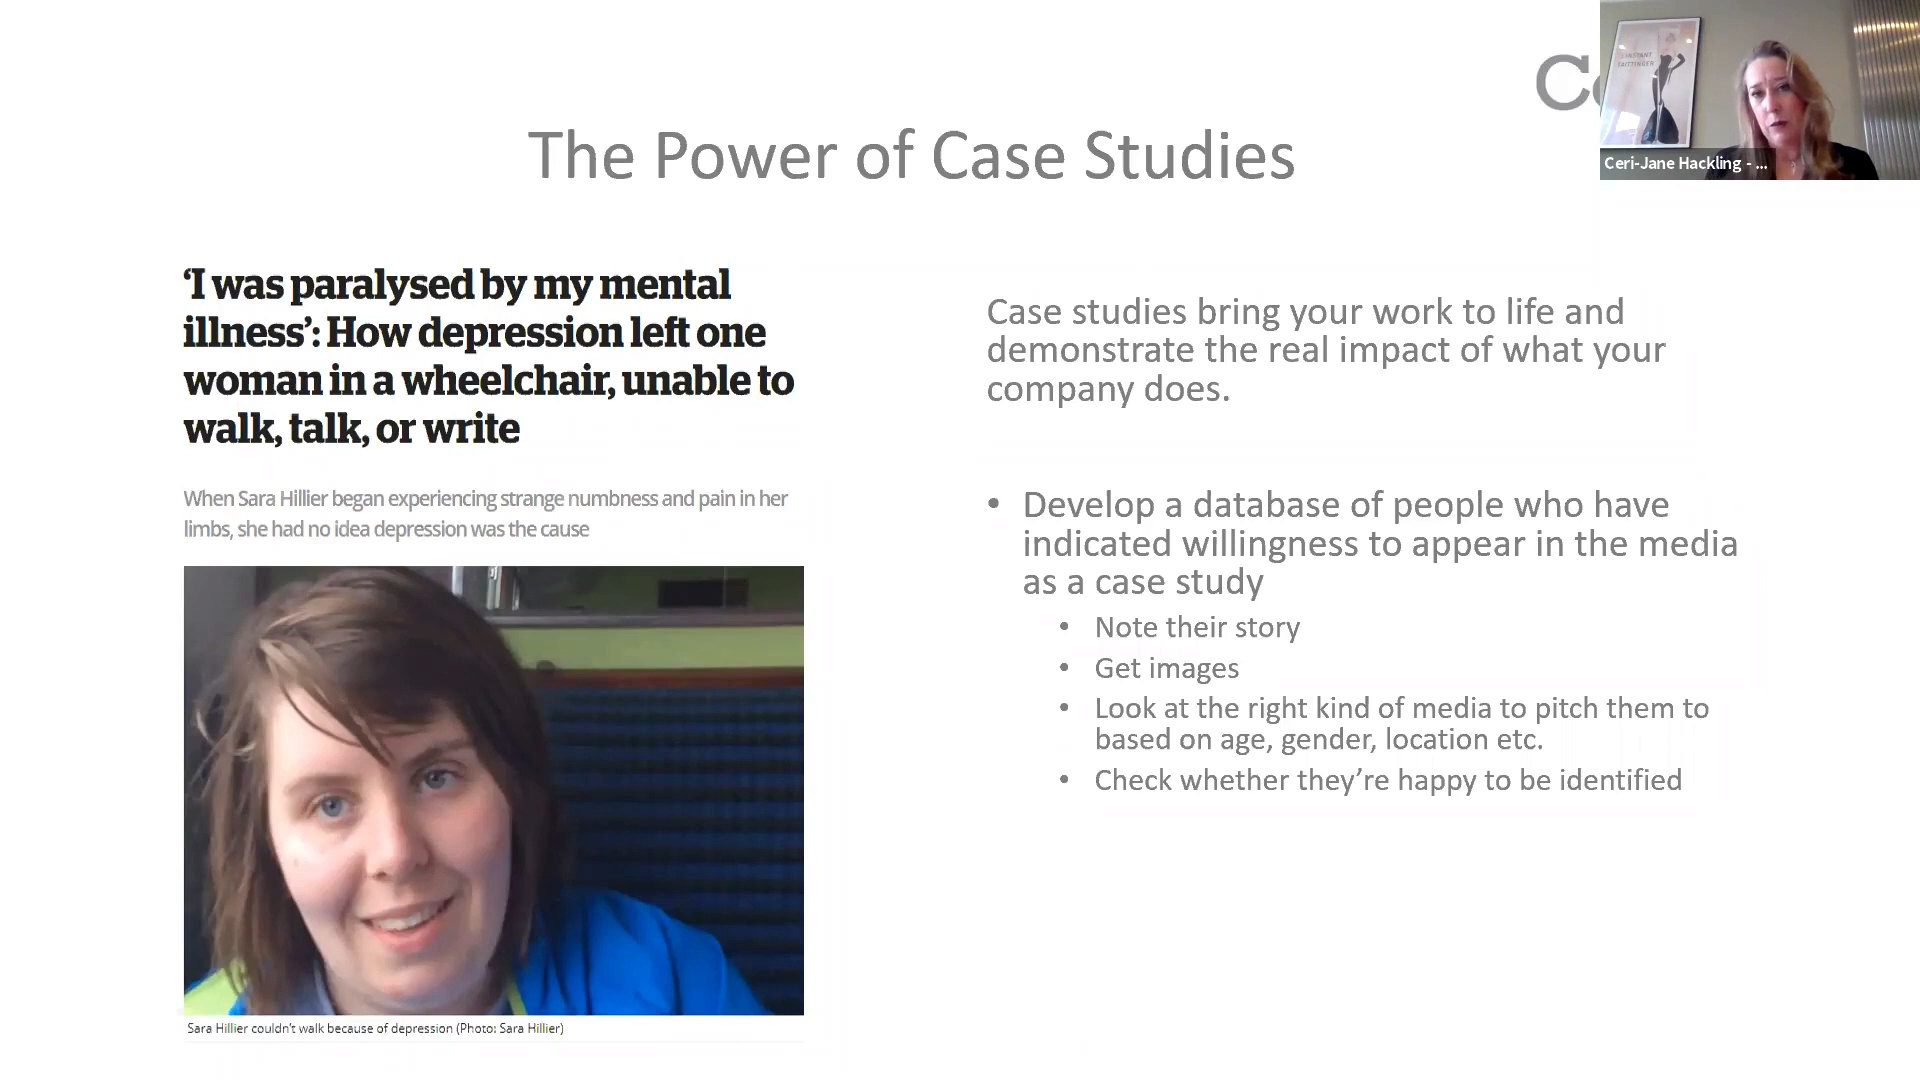 The Power of Case Studies
Ceri-Jane Hackling - ...
‘I was paralysed by my mental
illness’: How depression left one
woman in a wheelchair, unable to
walk, talk, or write
When Sara Hillier began experiencing strange numbness and pain in her
limbs, she had no idea depression was the cause
Sara Hillier couldn't walk because of depression (Photo: Sara Hillier)
Case studies bring your work to life and
demonstrate the real impact of what your
company does.
• Develop a database of people who have
indicated willingness to appear in the media
as a case study
• Note their story
• Get images
• Look at the right kind of media to pitch them to
based on age, gender, location etc.
• Check whether they’re happy to be identified